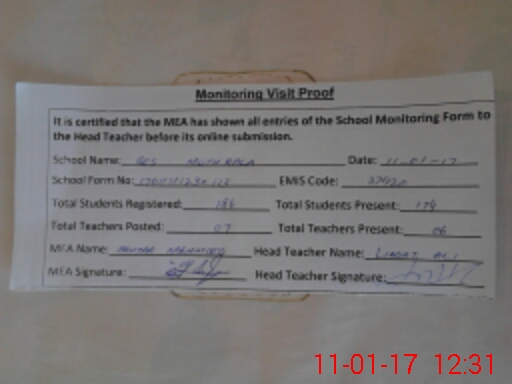 Monitoring Visit Proof
It is certified that the MEA has shown all entries of the School Monitoring Form to
the Head Teacher before its online submission.
School Name: GES Date: 11-01-17
School Form No: EMIS Code:
Total Students Registered: 186 Total Students Present: 179
Total Teachers Posted: 07 Total Teachers Present: 06
MEA Name: Head Teacher Name: Liaqat Ali
MEA Signature: Head Teacher Signature:
11-01-17 12:31